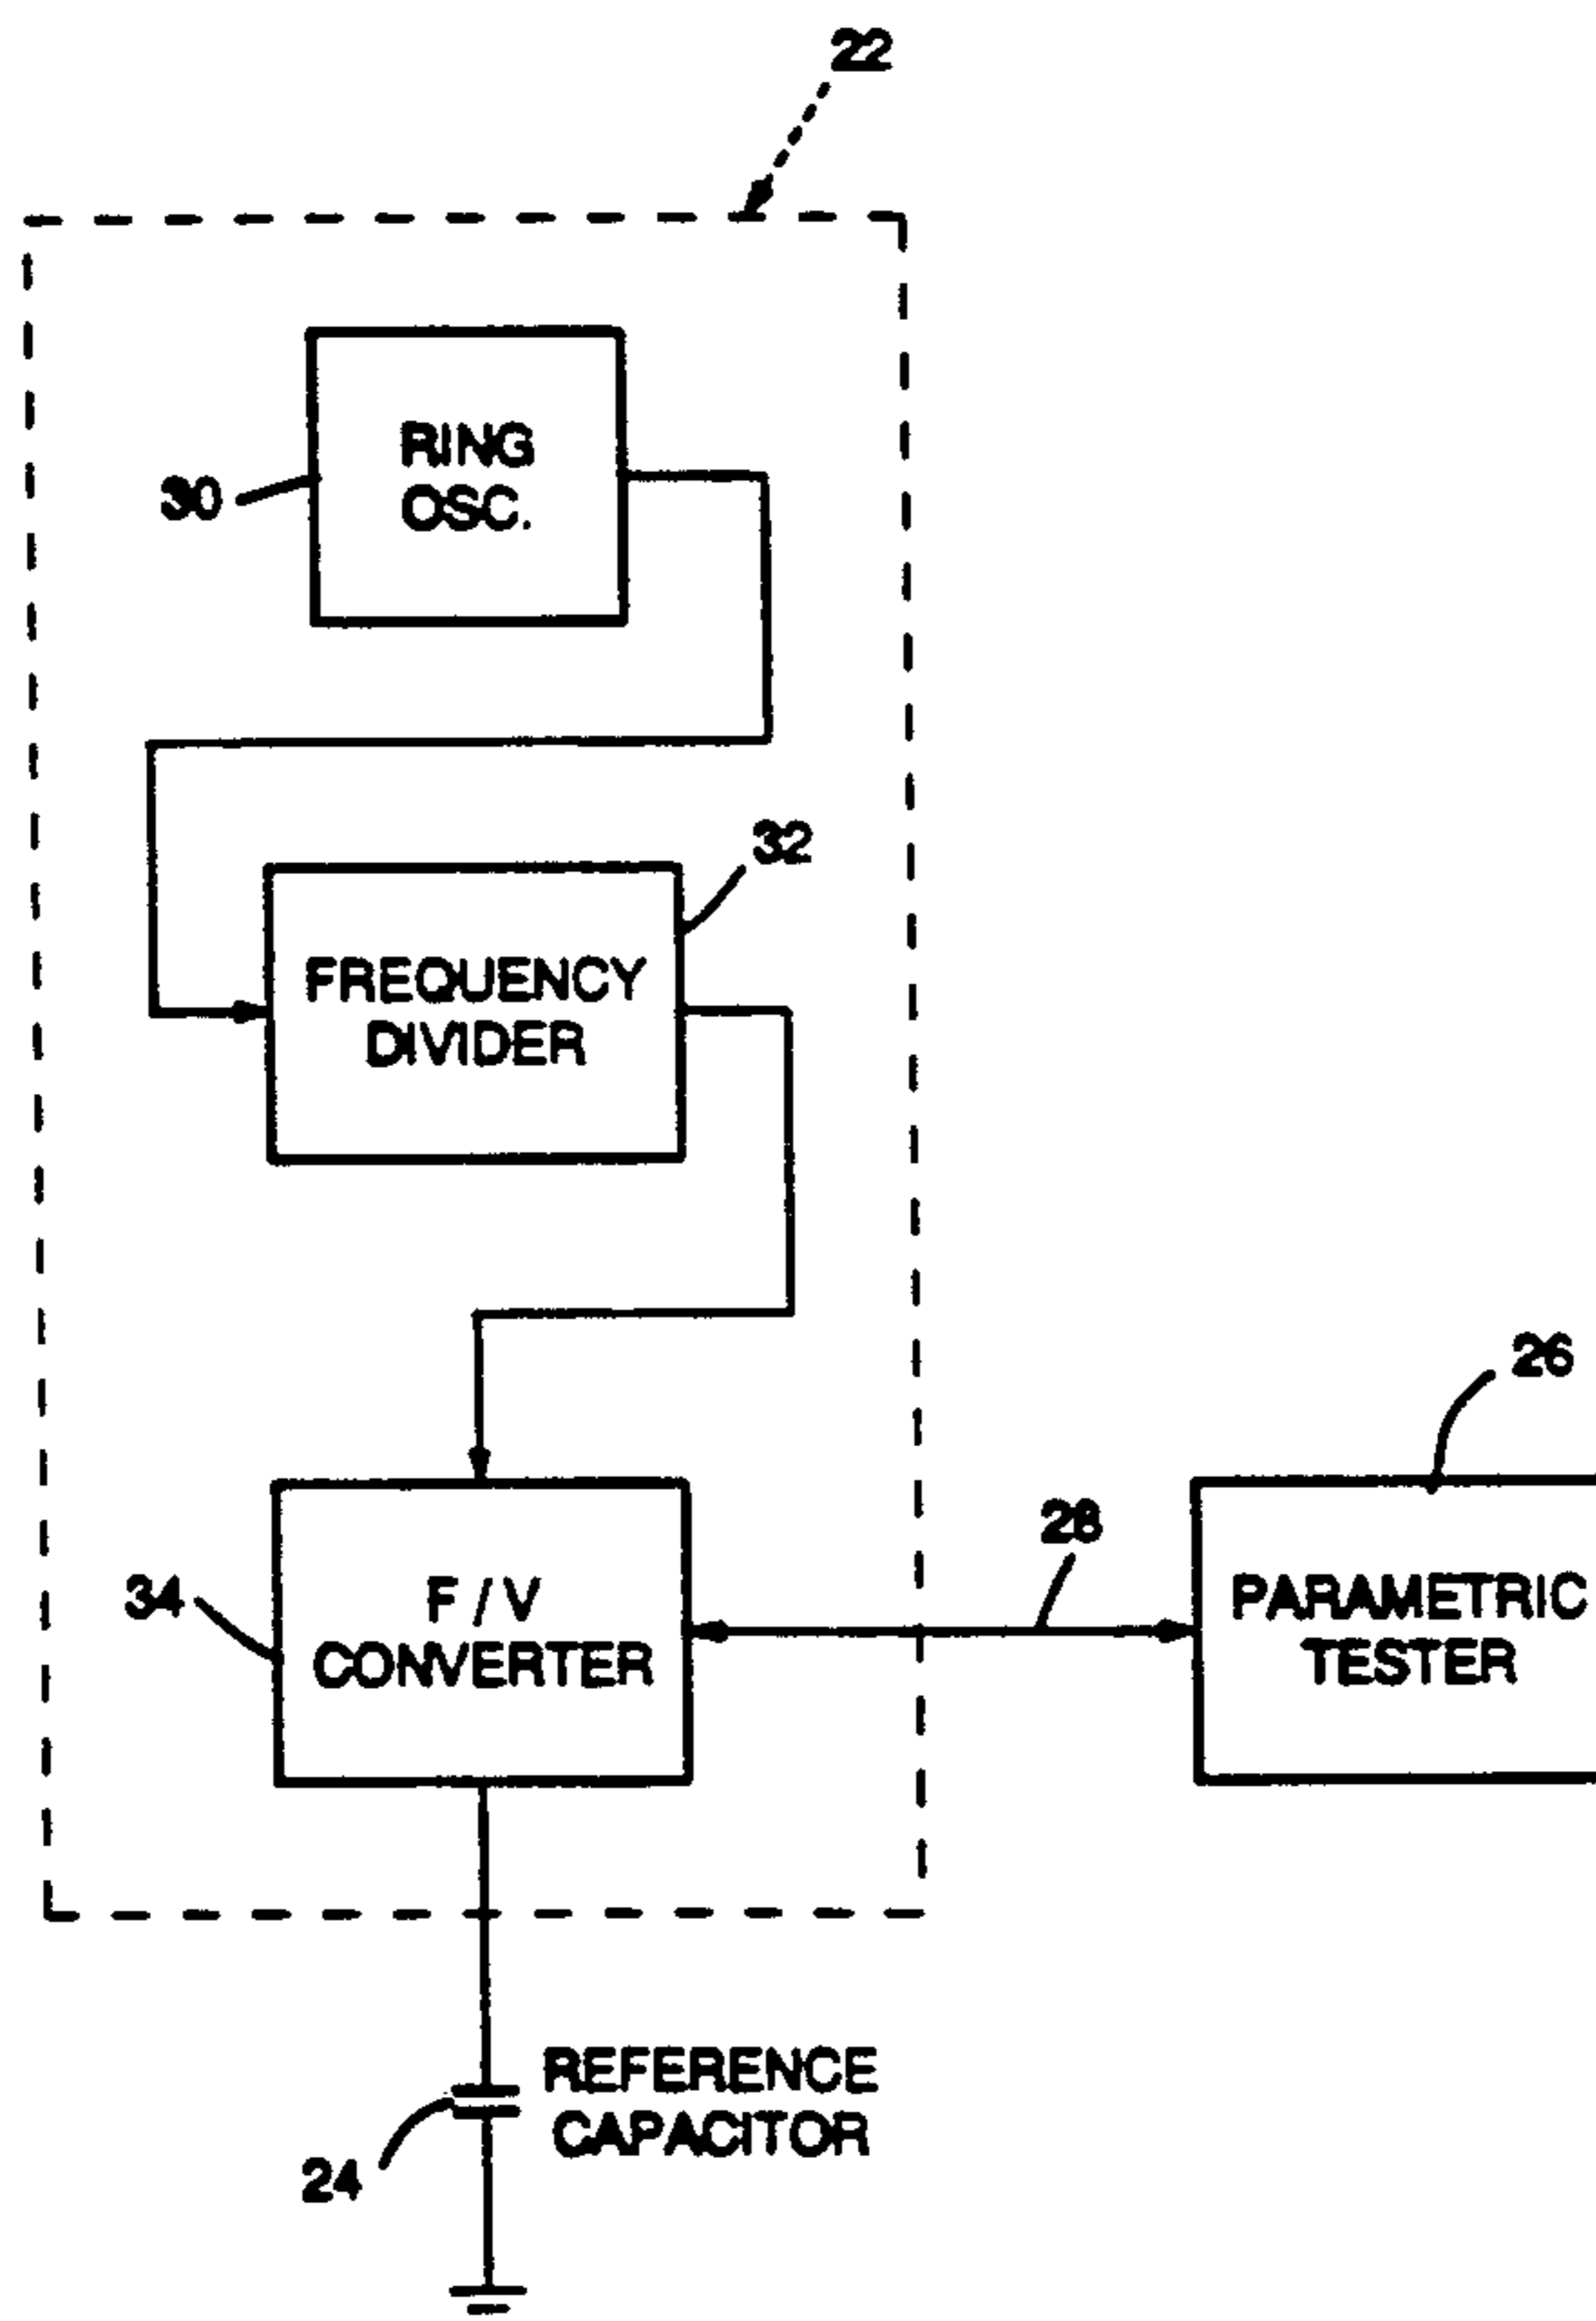 22
RING
OSC.
30
32
FREQUENCY
DIVIDER
26
28
34
F / V
CONVERTER
PARAMETRIC
TESTER
REFERENCE
CAPACITOR
24